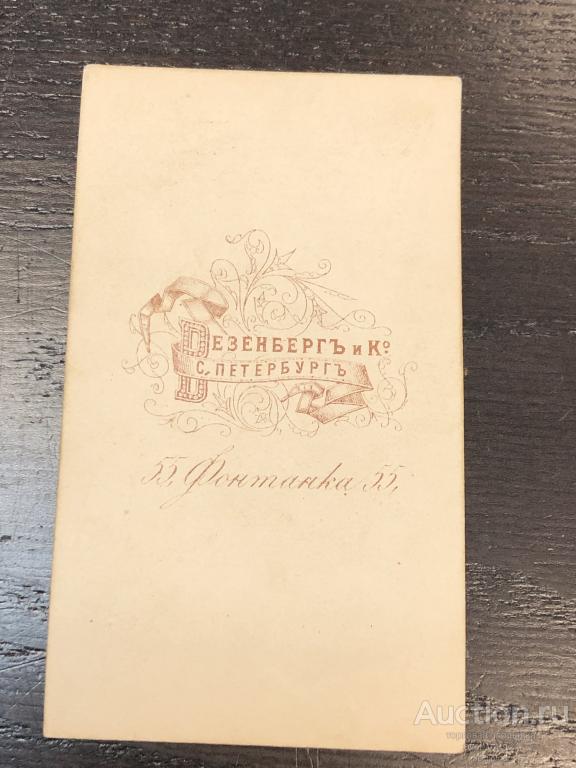 ВЕЗЕНБЕРГЪ и Ко.
С. ПЕТЕРБУРГЪ
55, Фонтанка 55,
Auction.ru